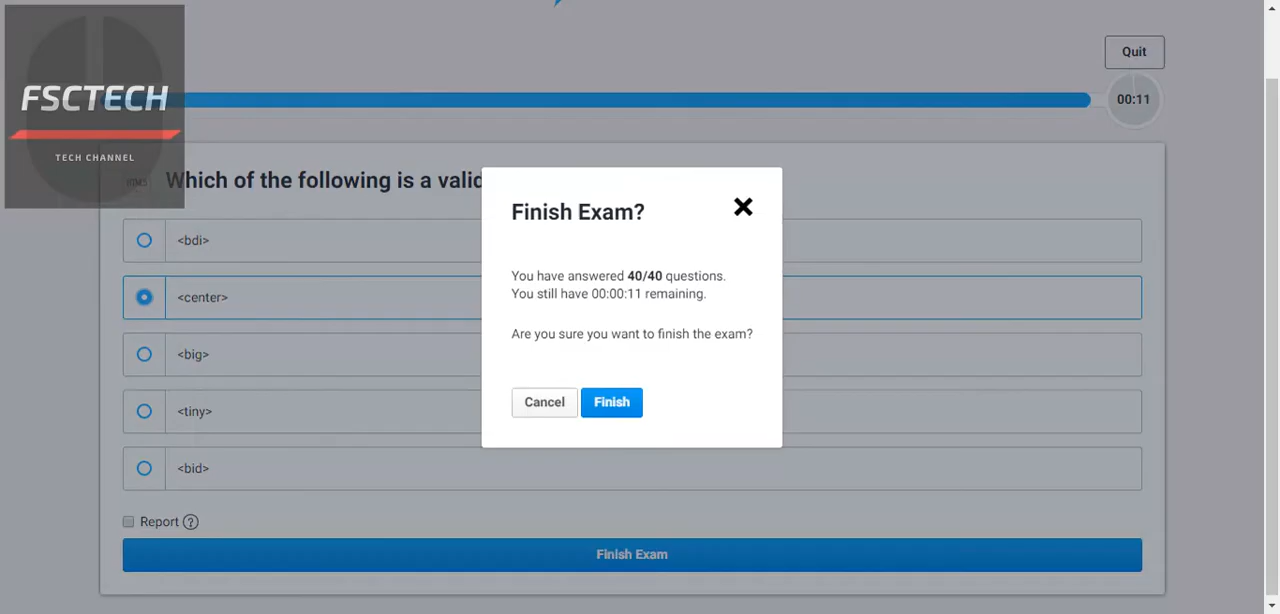 Quit
FSCTECH
00:11
TECH CHANNEL
Which of the following is a valid
Finish Exam?
<bdi>
You have answered 40/40 questions.
<center>
You still have 00:00:11 remaining.
Are you sure you want to finish the exam?
<big>
Cancel
Finish
<tiny>
<bid>
Report ?
Finish Exam